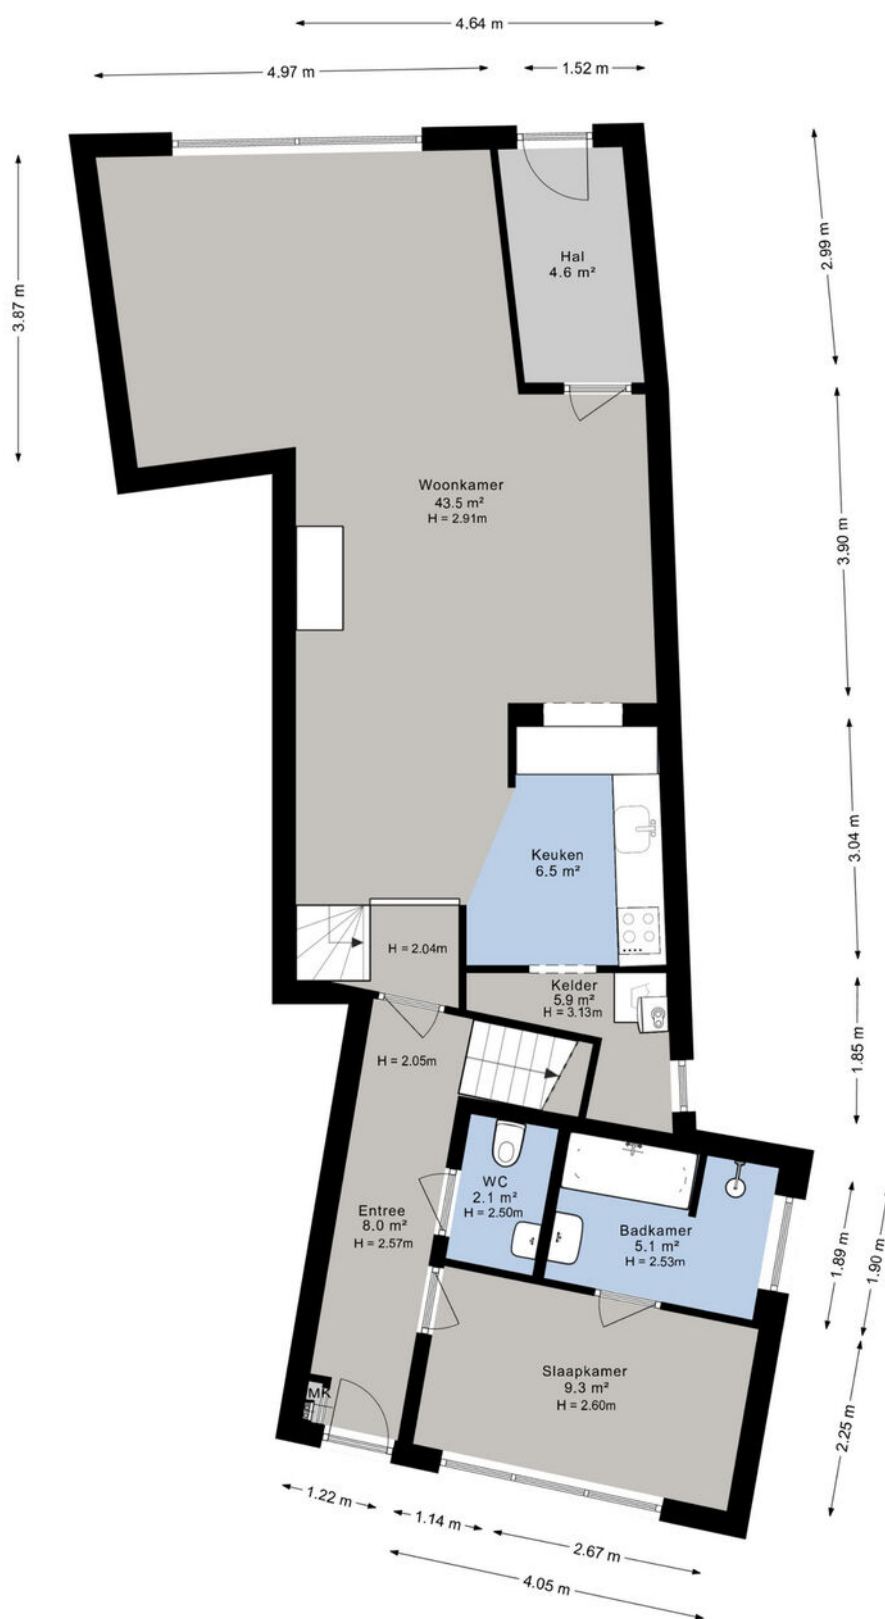 4.64 m
4.97 m
1.52 m
Hal
4.6 m²
2.99 m
3.87 m
Woonkamer
43.5 m²
H = 2.91m
3.90 m
Keuken
6.5 m²
3.04 m
H = 2.04m
Kelder
5.9 m²
H = 3.13m
H = 2.05m
1.85 m
WC
2.1 m²
H = 2.50m
Entree
8.0 m²
H = 2.57m
Badkamer
5.1 m²
H = 2.53m
1.89 m
1.90 m
Slaapkamer
9.3 m²
H = 2.60m
MK
2.25 m
1.22 m
1.14 m
2.67 m
4.05 m